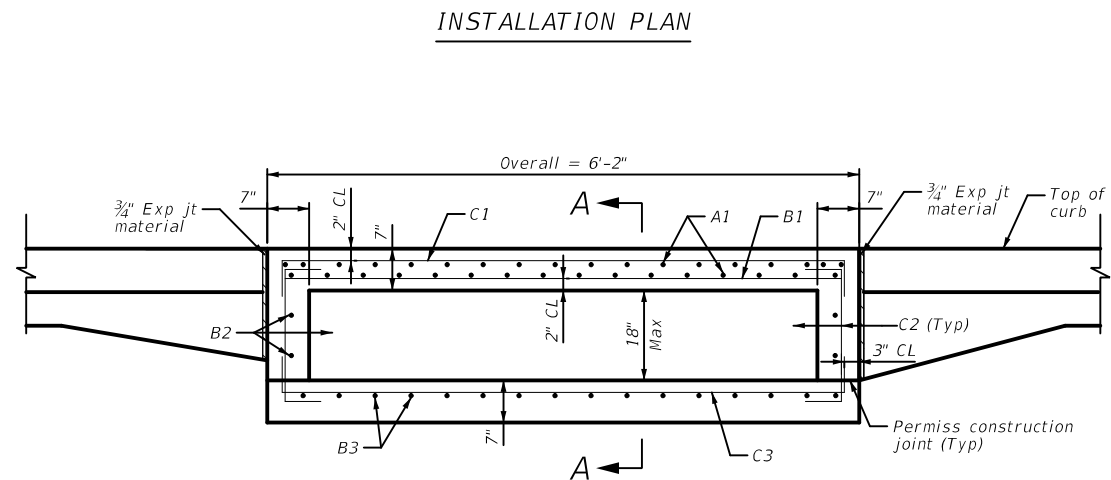 INSTALLATION PLAN
Overall = 6'-2"
7"
2" CL
7"
A
7"
¾" Exp jt
material
C1
A1
B1
¾" Exp jt
material
Top of
curb
B2
2" CL
18"
Max
C2 (Typ)
3" CL
B3
7"
A
C3
Permiss construction
joint (Typ)